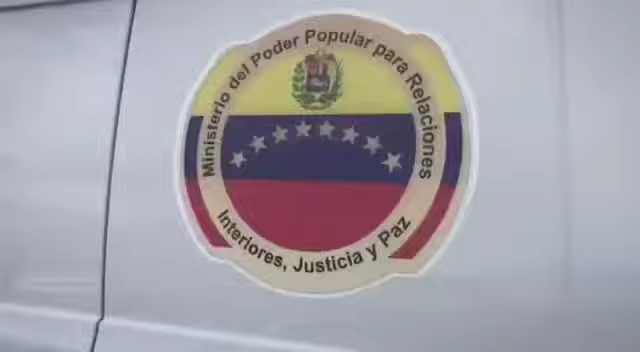 Ministerio del Poder Popular para Relaciones
Interiores, Justicia y Paz